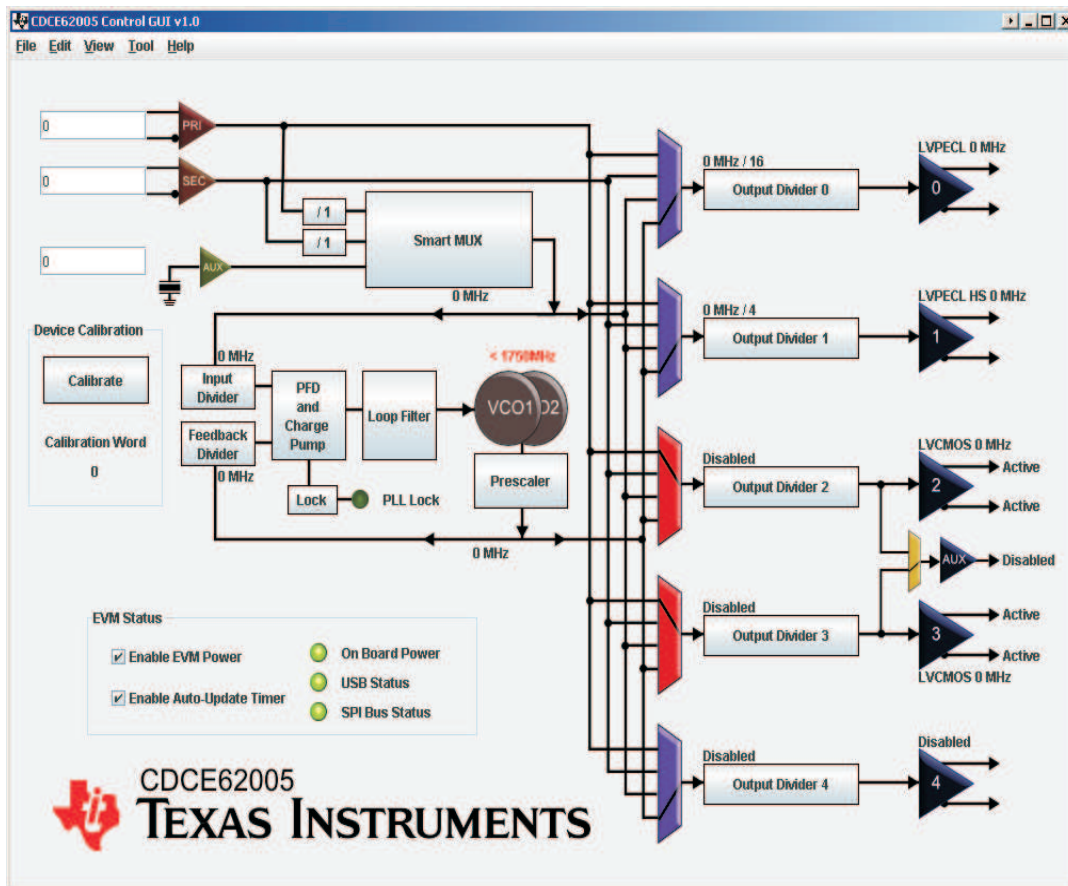 CDCE62005 Control GUI v1.0
File Edit View Tool Help
0
PRI
0
SEC
0
AUX
/ 1
/ 1
Smart MUX
0 MHz
Device Calibration
Calibrate
Calibration Word
0
0 MHz
Input
Divider
Feedback
Divider
0 MHz
PFD
and
Charge
Pump
Loop Filter
< 1750MHz
VCO1
O2
Prescaler
Lock
PLL Lock
0 MHz
0 MHz / 16
Output Divider 0
LVPECL 0 MHz
0
0 MHz / 4
Output Divider 1
LVPECL HS 0 MHz
1
Disabled
Output Divider 2
LVCMOS 0 MHz
2
Active
Active
AUX
Disabled
Disabled
Output Divider 3
3
Active
Active
LVCMOS 0 MHz
Disabled
Output Divider 4
Disabled
4
EVM Status
Enable EVM Power
Enable Auto-Update Timer
On Board Power
USB Status
SPI Bus Status
CDCE62005
TEXAS INSTRUMENTS